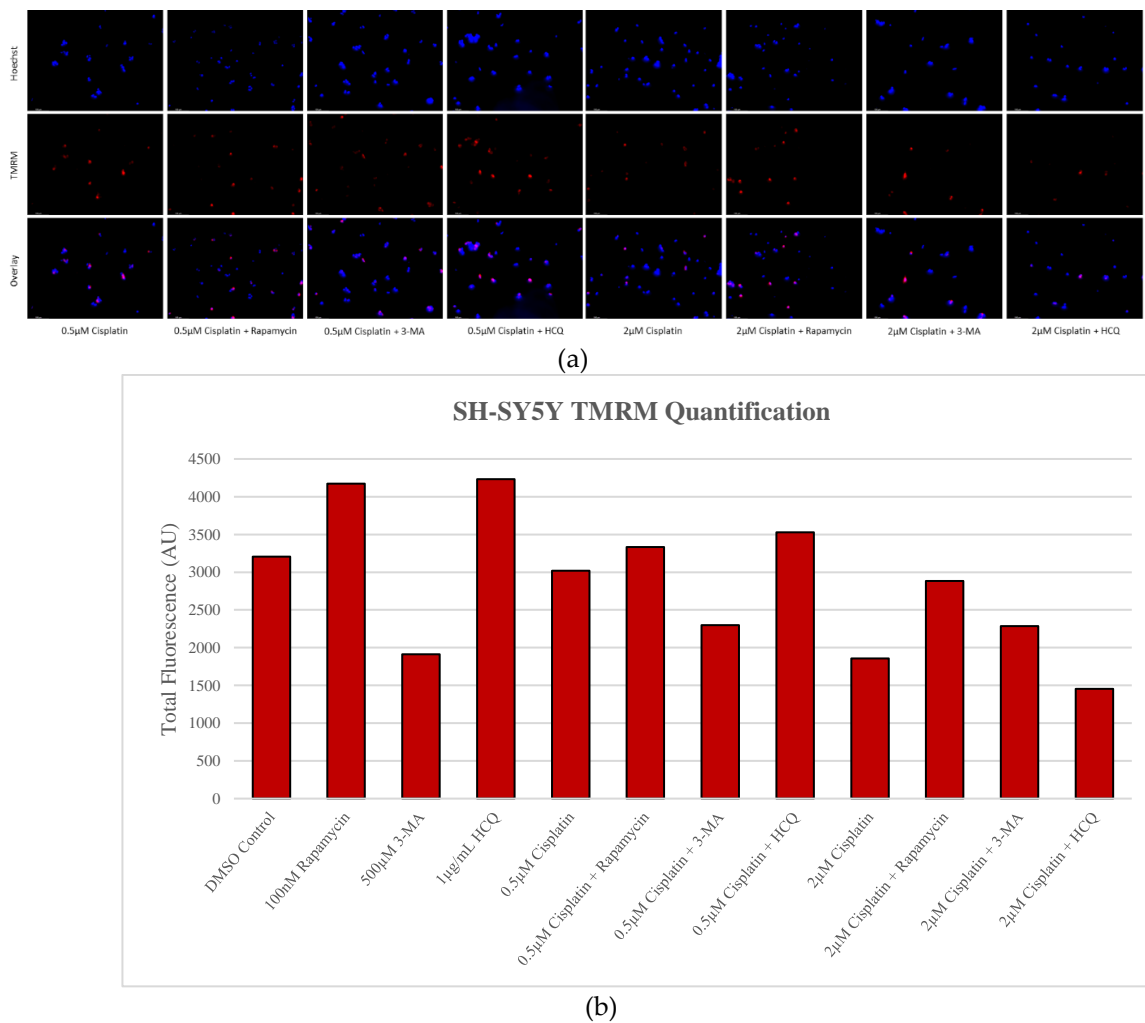 Hoechst
TMRM
Overlay
0.5µM Cisplatin
0.5µM Cisplatin + Rapamycin
0.5µM Cisplatin + 3-MA
0.5µM Cisplatin + HCQ
2µM Cisplatin
2µM Cisplatin + Rapamycin
2µM Cisplatin + 3-MA
2µM Cisplatin + HCQ
(a)
SH-SY5Y TMRM Quantification
Total Fluorescence (AU)
4500
4000
3500
3000
2500
2000
1500
1000
500
0
DMSO Control
100nM Rapamycin
500µM 3-MA
1µg/mL HCQ
0.5µM Cisplatin
0.5µM Cisplatin + Rapamycin
0.5µM Cisplatin + 3-MA
0.5µM Cisplatin + HCQ
2µM Cisplatin
2µM Cisplatin + Rapamycin
2µM Cisplatin + 3-MA
2µM Cisplatin + HCQ
(b)